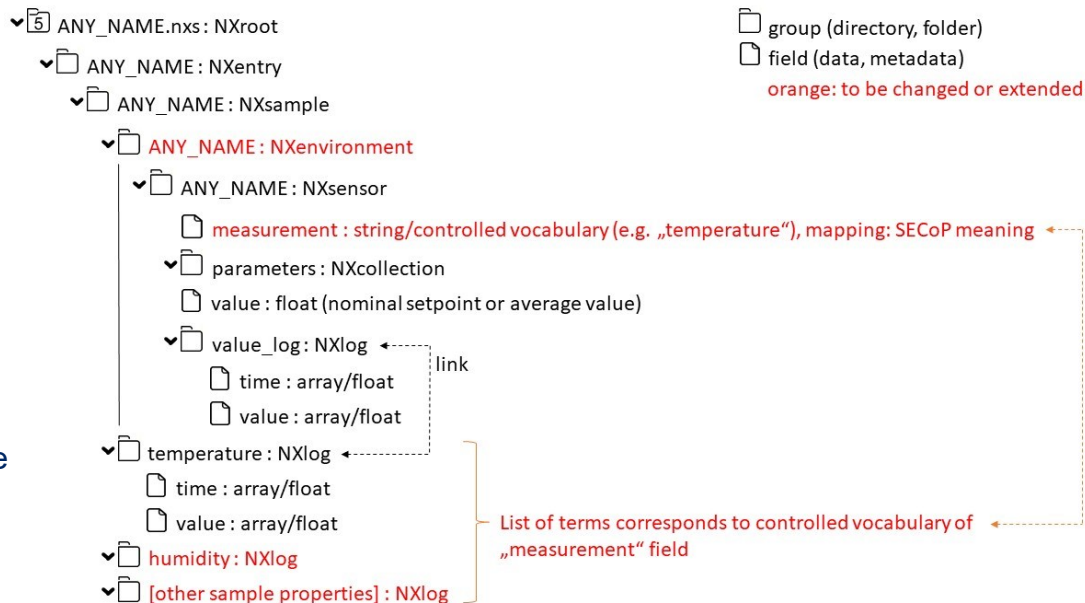 5 ANY_NAME.nxs : NXroot
ANY_NAME : NXentry
ANY_NAME : NXsample
ANY_NAME : NXenvironment
ANY_NAME : NXsensor
measurement : string/controlled vocabulary (e.g. „temperature“), mapping: SECoP meaning
parameters : NXcollection
value : float (nominal setpoint or average value)
value_log : NXlog
link
time : array/float
value : array/float
e
temperature : NXlog
time : array/float
value : array/float
humidity : NXlog
[other sample properties] : NXlog
group (directory, folder)
field (data, metadata)
orange: to be changed or extended
List of terms corresponds to controlled vocabulary of
„measurement“ field